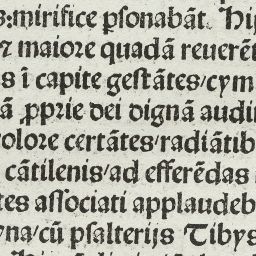 s:mirifice ꝑsonabāt. Hi
⁊ maiore quadā reuerēt
s ī capite gestātes/cym
ā ꝓprie dei dignā audi
olore certātes/radiātib
cātilenis/ad efferēdas
tes associati applaudeb
yna/cū psalterijs Tibys